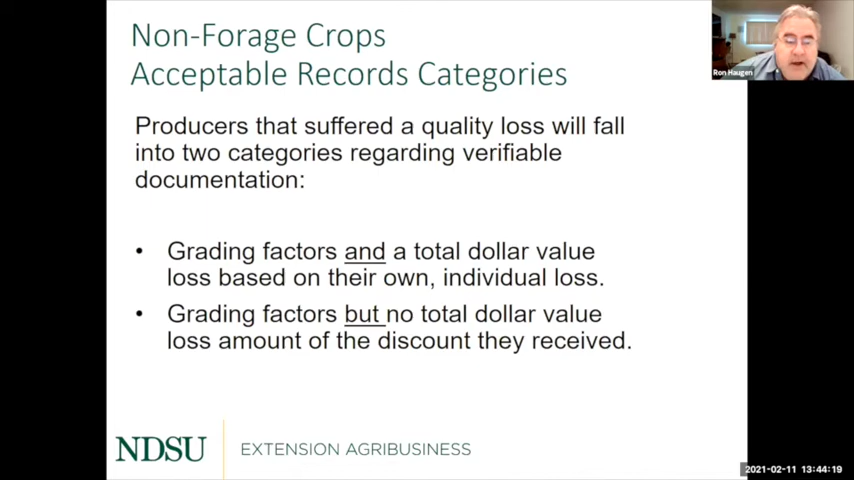 Non-Forage Crops
Acceptable Records Categories
Ron Haugen
Producers that suffered a quality loss will fall
into two categories regarding verifiable
documentation:
• Grading factors and a total dollar value
loss based on their own, individual loss.
• Grading factors but no total dollar value
loss amount of the discount they received.
NDSU
EXTENSION AGRIBUSINESS
2021-02-11 13:44:19